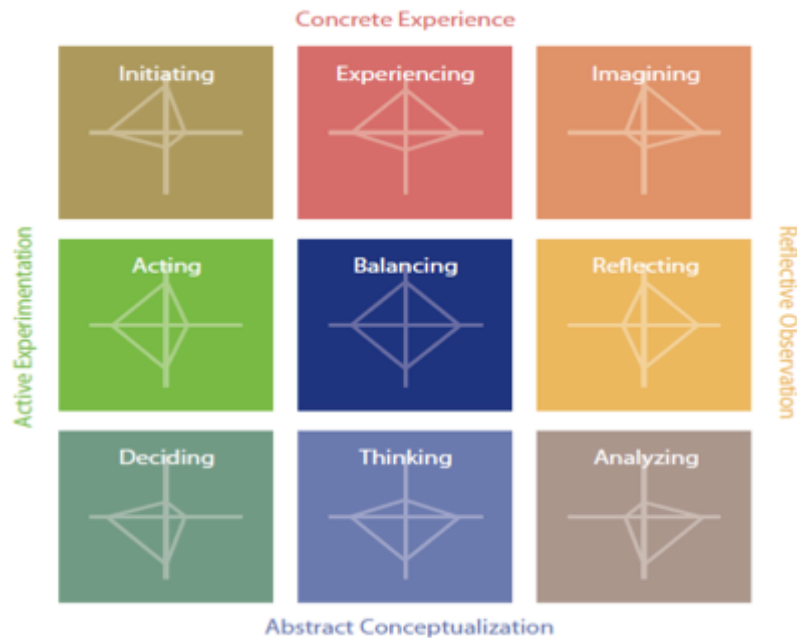 Concrete Experience
Initiating
Experiencing
Imagining
Active Experimentation
Acting
Balancing
Reflecting
Reflective Observation
Deciding
Thinking
Analyzing
Abstract Conceptualization